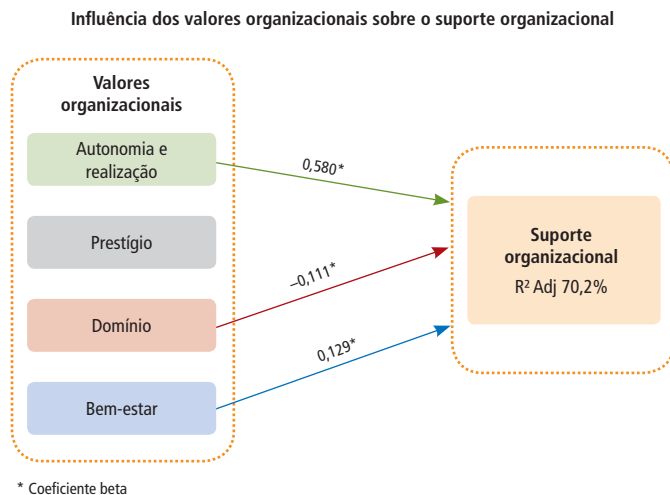 Influência dos valores organizacionais sobre o suporte organizacional
Valores
organizacionais
Autonomia e
realização
Prestígio
Domínio
Bem-estar
0,580*
–0,111*
0,129*
Suporte
organizacional
R² Adj 70,2%
* Coeficiente beta